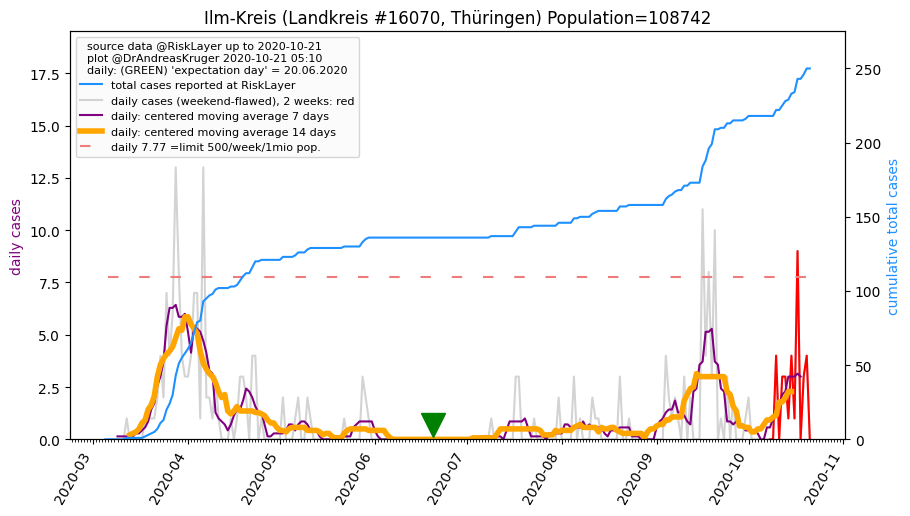 Ilm-Kreis (Landkreis #16070, Thüringen) Population=108742
source data @RiskLayer up to 2020-10-21
plot @DrAndreasKruger 2020-10-21 05:10
daily: (GREEN) 'expectation day' = 20.06.2020
total cases reported at RiskLayer
daily cases (weekend-flawed), 2 weeks: red
daily: centered moving average 7 days
daily: centered moving average 14 days
daily 7.77 =limit 500/week/1mio pop.
daily cases
17.5
15.0
12.5
10.0
7.5
5.0
2.5
0.0
cumulative total cases
250
200
150
100
50
0
2020-03
2020-04
2020-05
2020-06
2020-07
2020-08
2020-09
2020-10
2020-11